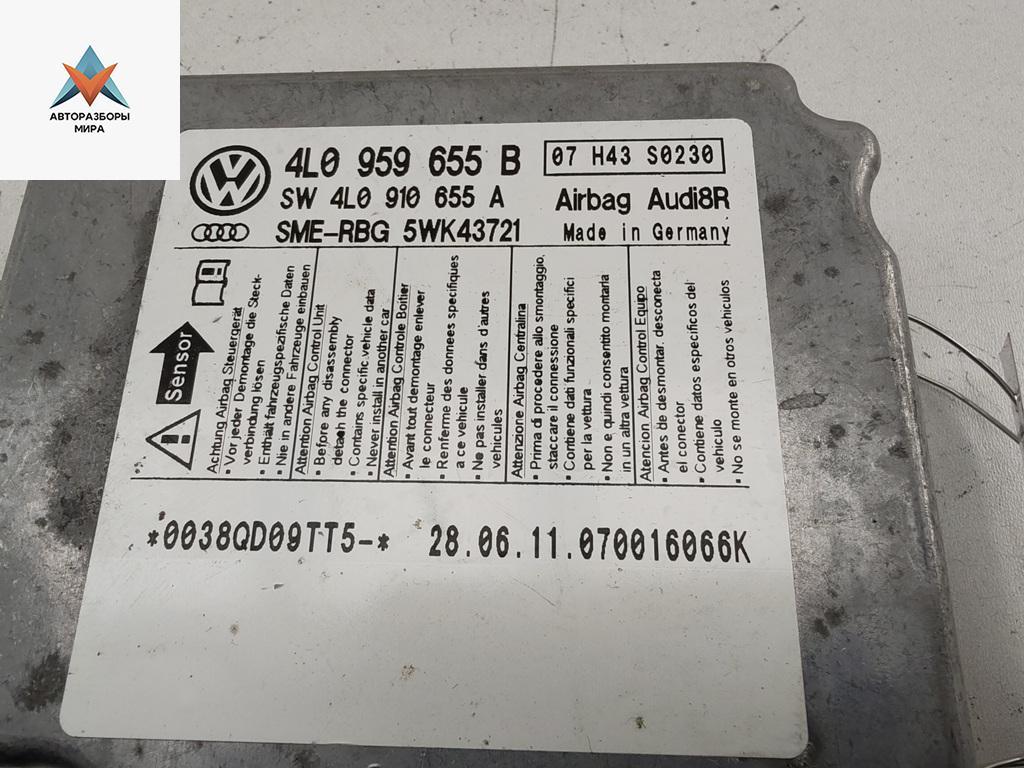 АВТОРАЗБОРЫ
МИРА
4L0 959 655 B
07 H43 S0230
SW 4L0 910 655 A
Airbag Audi8R
SME-RBG 5WK43721
Made in Germany
Sensor
Achtung Airbag Steuergerät
• Vor jeder Demontage die Steck-
verbindung lösen
• Enthält fahrzeugspezifische Daten
• Nie in andere Fahrzeuge einbauen
Attention Airbag Control Unit
• Before any disassembly
detach the connector
• Contains specific vehicle data
• Never install in another car
Attention Airbag Controle Boitier
• Avant tout demontage enlever
le connecteur
• Renferme des donnees specifiques
a ce vehicule
• Ne pas installer dans d'autres
vehicules
Attenzione Airbag Centralina
• Prima di procedere allo smontaggio,
staccare il connessione
• Contiene dati funzionali specifici
per la vettura
• Non e quindi consentito montarla
in un altra vettura
Atencion Airbag Control Equipo
• Antes de desmontar, desconecta
el conector
• Contiene datos especificos del
vehiculo
• No se monte en otros vehiculos
*0038QD09TT5-*
28.06.11.070016066K